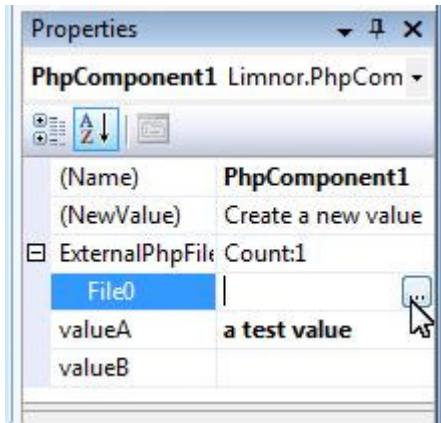 Properties
PhpComponent1 Limnor.PhpCom
(Name) PhpComponent1
(NewValue) Create a new value
ExternalPhpFile Count:1
File0 ...
valueA a test value
valueB